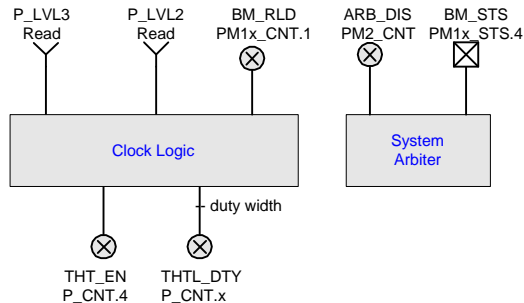 P_LVL3
Read
P_LVL2
Read
BM_RLD
PM1x_CNT.1
ARB_DIS
PM2_CNT
BM_STS
PM1x_STS.4
Clock Logic
System
Arbiter
duty width
THT_EN
P_CNT.4
THTL_DTY
P_CNT.x